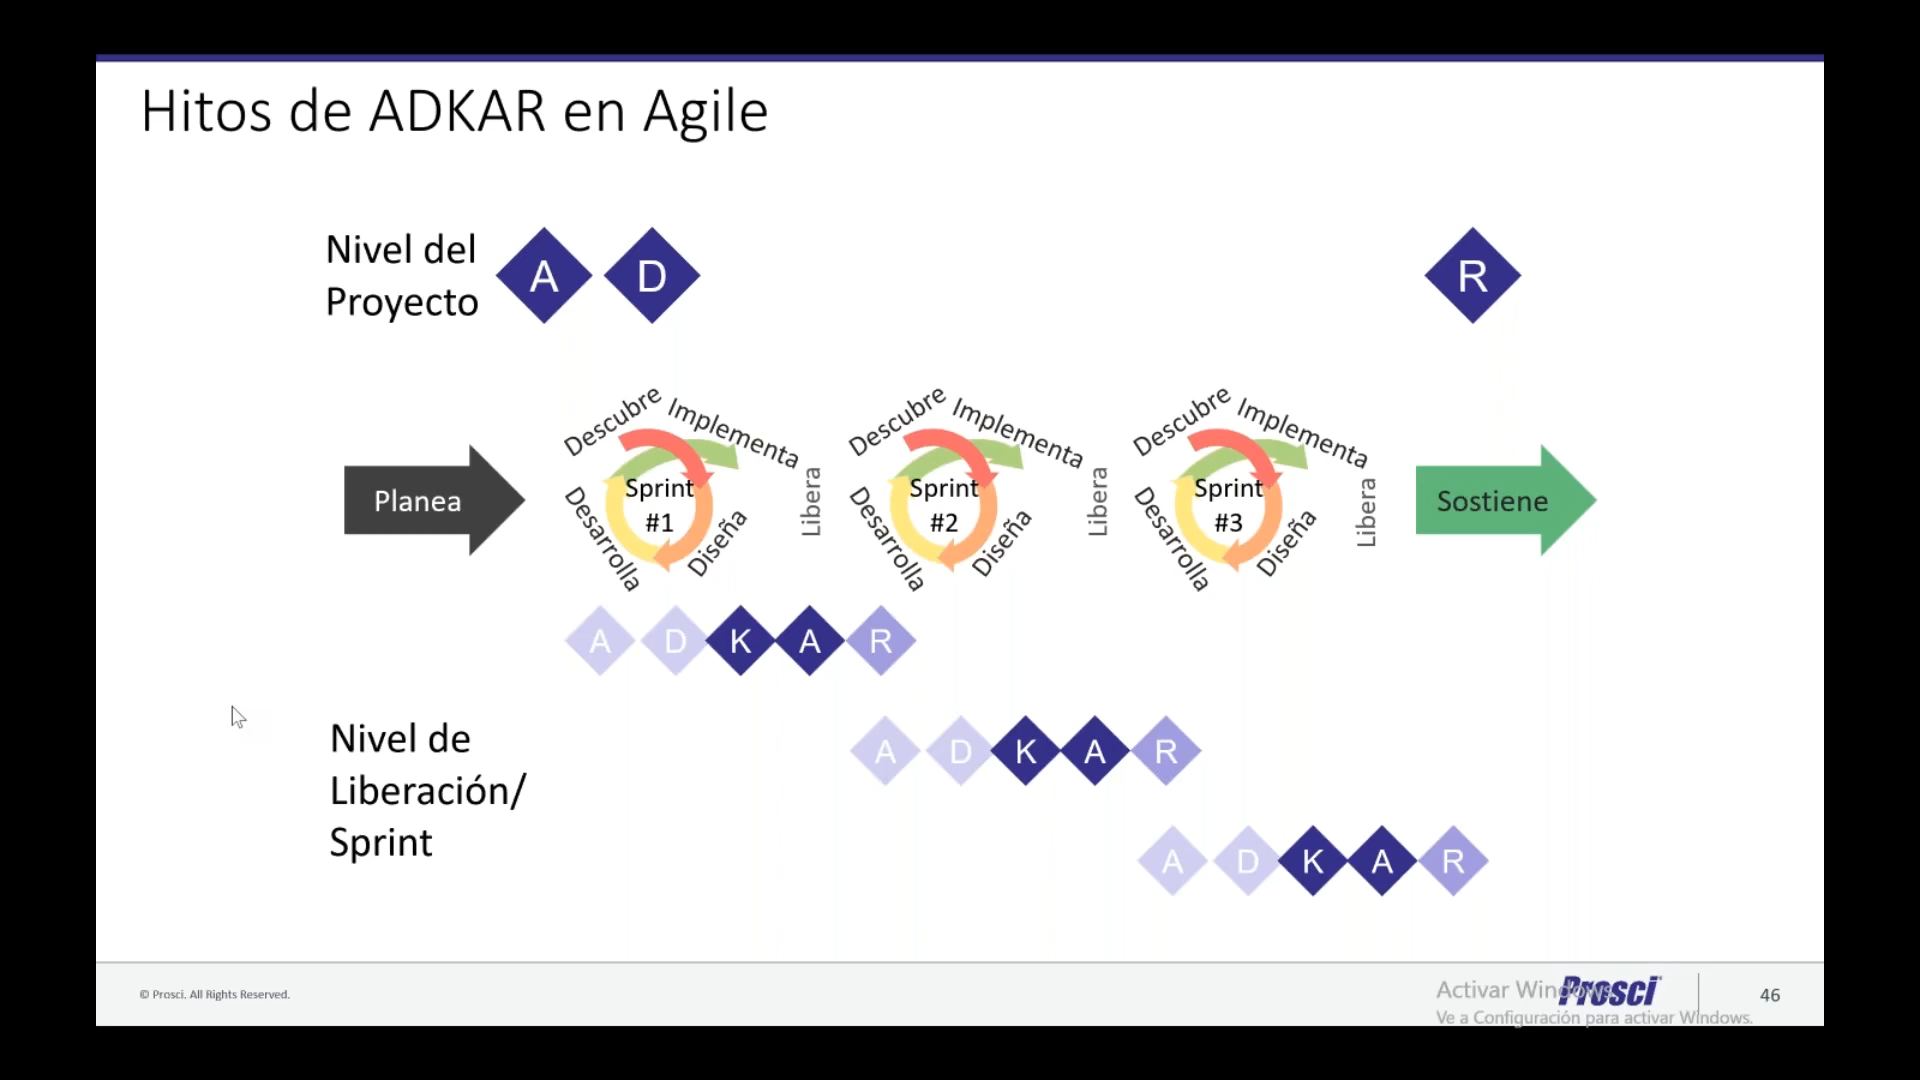 Hitos de ADKAR en Agile
Nivel del
Proyecto
A
D
R
Planea
Descubre
Implementa
Sprint
#1
Desarrolla
Diseña
Libera
Descubre
Implementa
Sprint
#2
Desarrolla
Diseña
Libera
Descubre
Implementa
Sprint
#3
Desarrolla
Diseña
Libera
Sostiene
A D K A R
Nivel de
Liberación/
Sprint
A D K A R
A D K A R
© Prosci. All Rights Reserved.
Activar Windows
Prosci
46
Ve a Configuración para activar Windows.